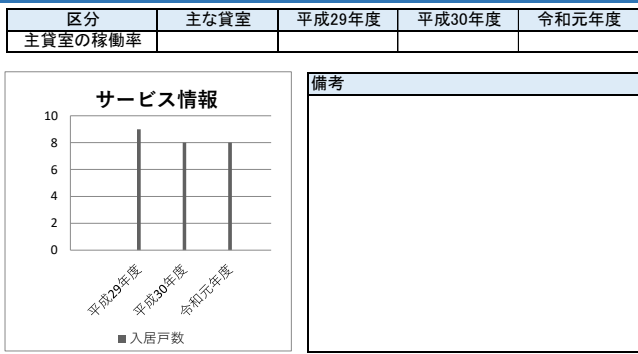 区分 主な貸室 平成29年度 平成30年度 令和元年度
主貸室の稼働率
サービス情報
10
8
6
4
2
0
平成29年度 平成30年度 令和元年度
■入居戸数
備考